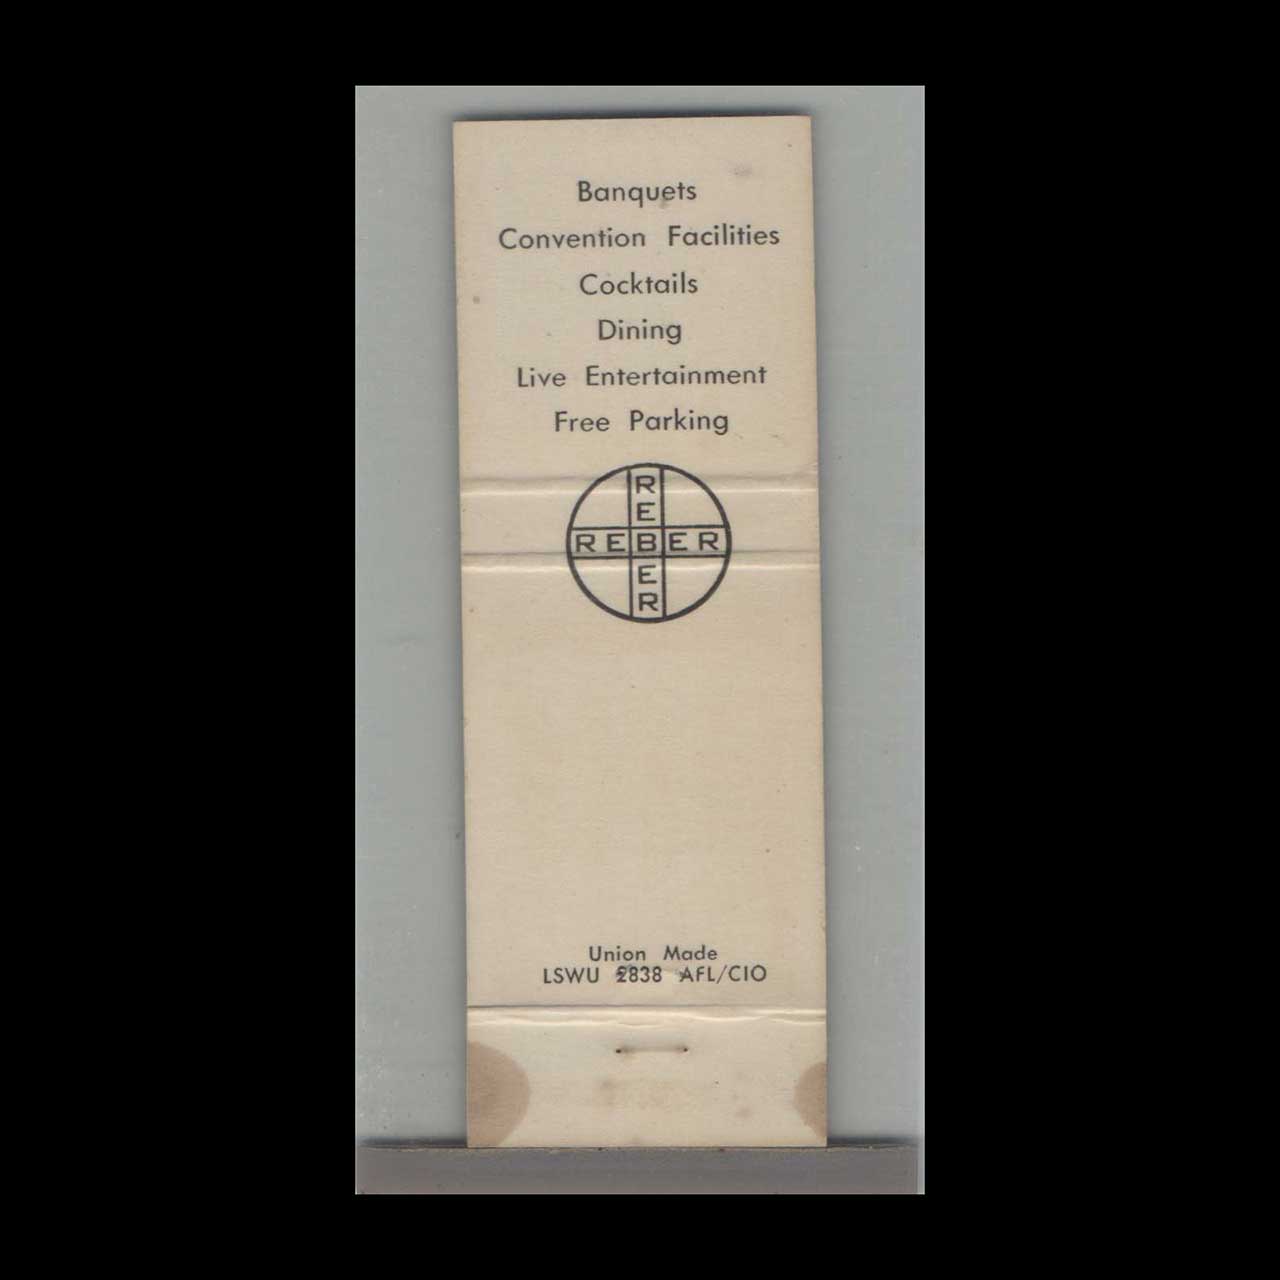 Banquets
Convention Facilities
Cocktails
Dining
Live Entertainment
Free Parking
REBER
REBER
Union Made
LSWU 2838 AFL/CIO